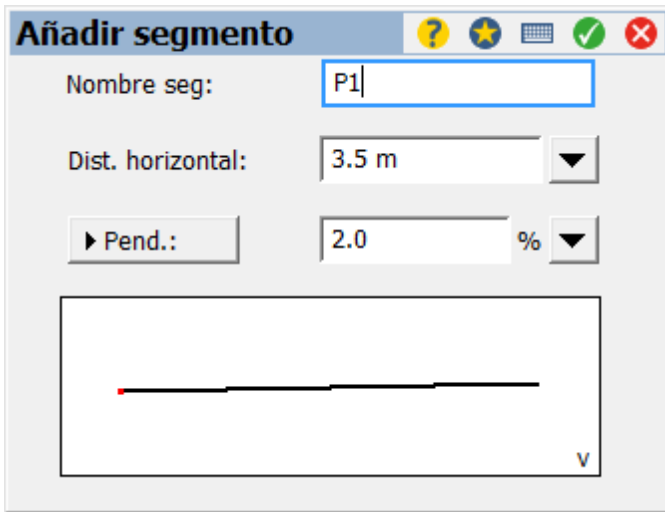 Añadir segmento
Nombre seg: P1
Dist. horizontal: 3.5 m
Pend.: 2.0 %
v